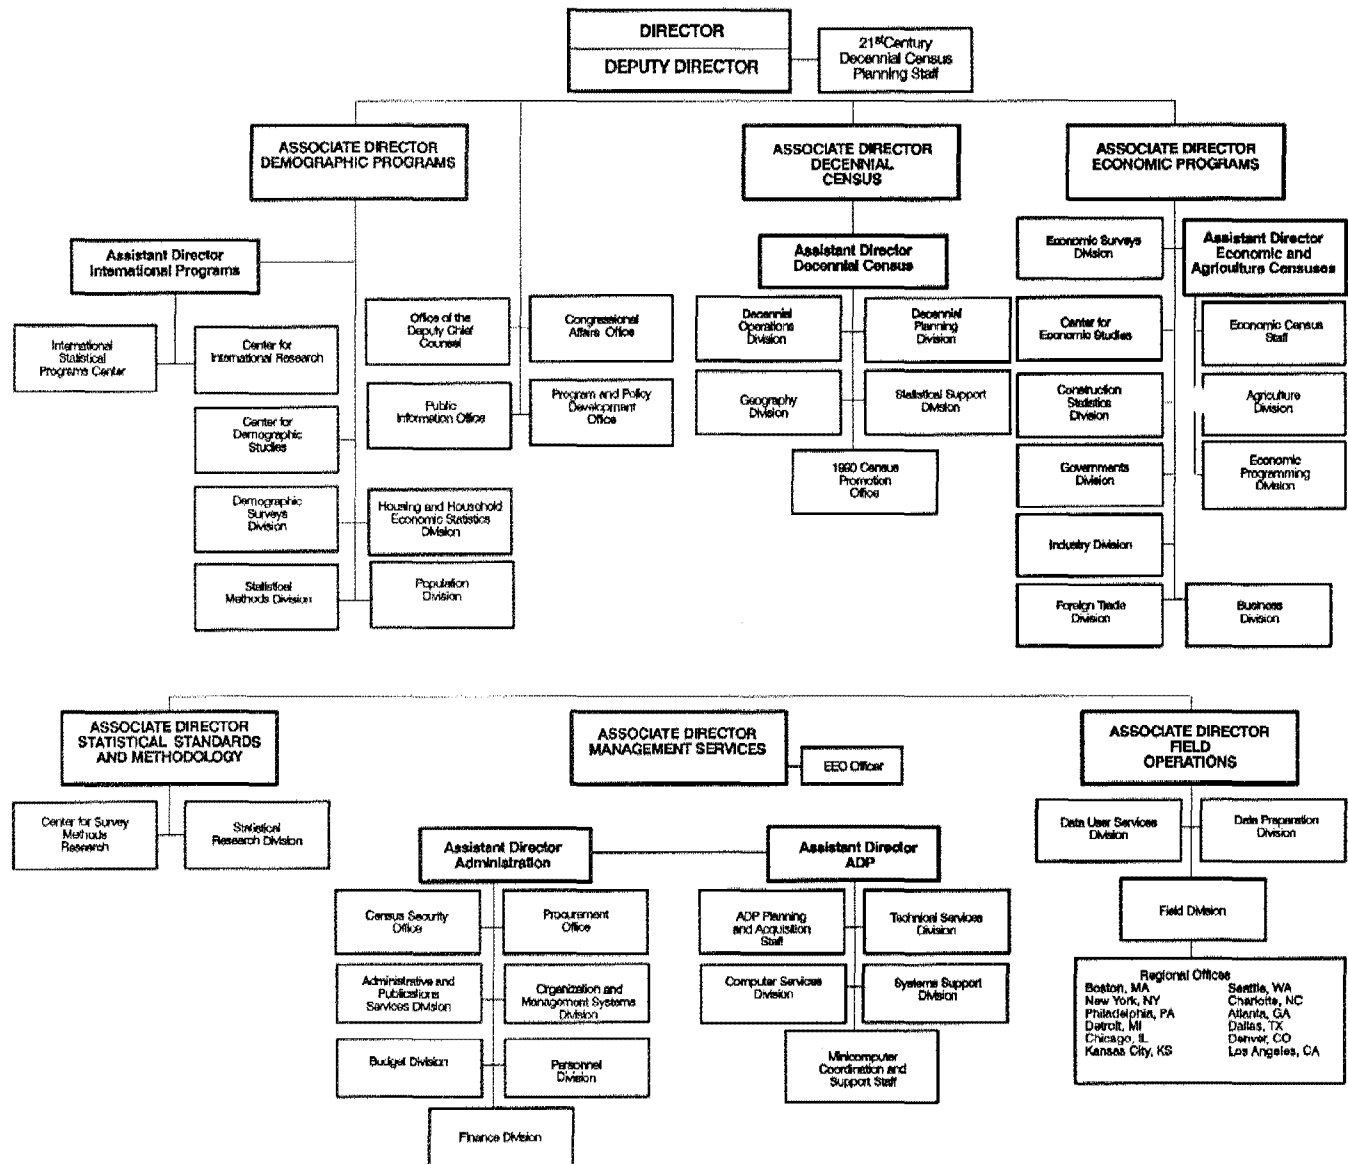 DIRECTOR
DEPUTY DIRECTOR
21st Century
Decennial Census
Planning Staff
ASSOCIATE DIRECTOR
DEMOGRAPHIC PROGRAMS
ASSOCIATE DIRECTOR
DECENNIAL
CENSUS
ASSOCIATE DIRECTOR
ECONOMIC PROGRAMS
Assistant Director
International Programs
International
Statistical
Programs Center
Center for
International Research
Center for
Demographic
Studies
Demographic
Surveys
Division
Housing and Household
Economic Statistics
Division
Statistical
Methods Division
Population
Division
Office of the
Deputy Chief
Counsel
Congressional
Affairs Office
Public
Information Office
Program and Policy
Development
Office
Assistant Director
Decennial Census
Decennial
Operations
Division
Decennial
Planning
Division
Geography
Division
Statistical Support
Division
1990 Census
Promotion
Office
Economic Surveys
Division
Assistant Director
Economic and
Agriculture Censuses
Center for
Economic Studies
Economic Census
Staff
Construction
Statistics
Division
Agriculture
Division
Governments
Division
Economic
Programming
Division
Industry Division
Foreign Trade
Division
Business
Division
ASSOCIATE DIRECTOR
STATISTICAL STANDARDS
AND METHODOLOGY
Center for Survey
Methods
Research
Statistical
Research Division
ASSOCIATE DIRECTOR
MANAGEMENT SERVICES
EEO Officer
Assistant Director
Administration
Assistant Director
ADP
Census Security
Office
Procurement
Office
Administrative and
Publications
Services Division
Organization and
Management Systems
Division
Budget Division
Personnel
Division
Finance Division
ADP Planning
and Acquisition
Staff
Technical Services
Division
Computer Services
Division
Systems Support
Division
Minicomputer
Coordination and
Support Staff
ASSOCIATE DIRECTOR
FIELD
OPERATIONS
Data User Services
Division
Data Preparation
Division
Field Division
Regional Offices
Boston, MA
New York, NY
Philadelphia, PA
Detroit, MI
Chicago, IL
Kansas City, KS
Seattle, WA
Charlotte, NC
Atlanta, GA
Dallas, TX
Denver, CO
Los Angeles, CA